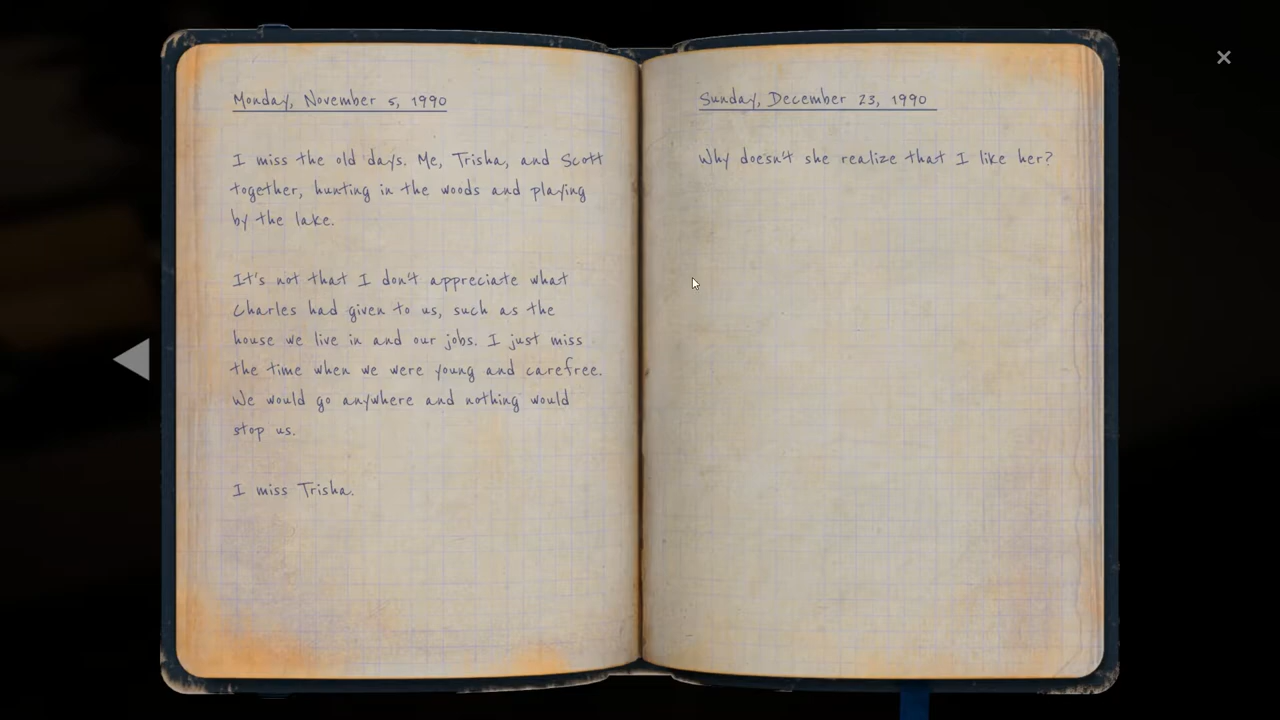 Monday, November 5, 1990
I miss the old days. Me, Trisha, and Scott
together, hunting in the woods and playing
by the lake.
It's not that I don't appreciate what
Charles had given to us, such as the
house we live in and our jobs. I just miss
the time when we were young and carefree.
We would go anywhere and nothing would
stop us.
I miss Trisha.
Sunday, December 23, 1990
Why doesn't she realize that I like her?